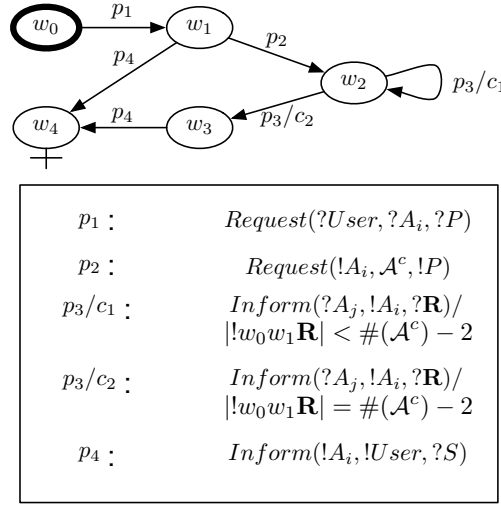 w₀ p₁ w₁ p₂
p₄ w₂ p₃/c₁
w₄ p₄ w₃ p₃/c₂
p₁ : Request(?User, ?Aᵢ, ?P)
p₂ : Request(!Aᵢ, 𝒜ᶜ, !P)
p₃/c₁ : Inform(?Aⱼ, !Aᵢ, ?𝐑)/
|!w₀w₁𝐑| < #(𝒜ᶜ) − 2
p₃/c₂ : Inform(?Aⱼ, !Aᵢ, ?𝐑)/
|!w₀w₁𝐑| = #(𝒜ᶜ) − 2
p₄ : Inform(!Aᵢ, !User, ?S)